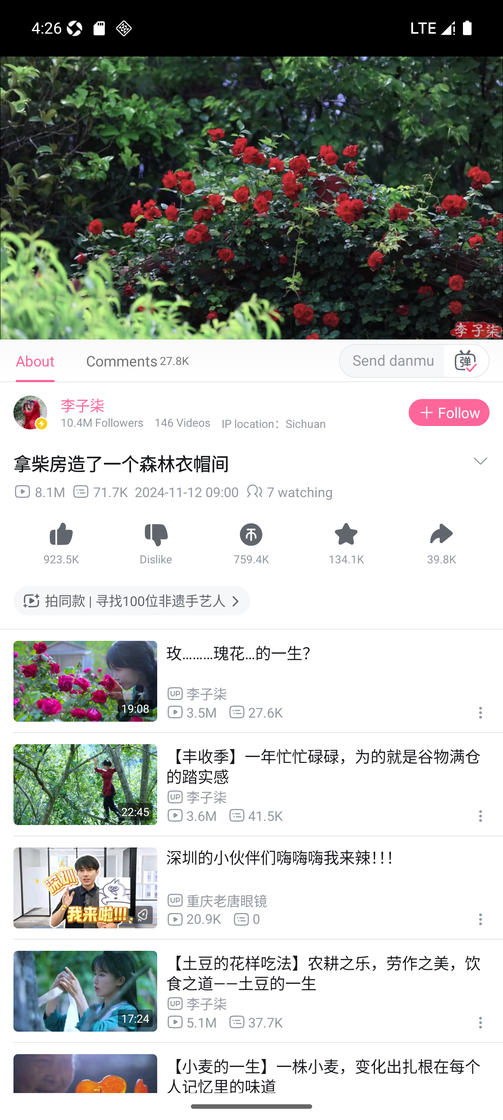 4:26
LTE
李子柒
About
Comments 27.8K
Send danmu
弹
李子柒
10.4M Followers 146 Videos IP location：Sichuan
Follow
拿柴房造了一个森林衣帽间
8.1M 71.7K 2024-11-12 09:00 7 watching
923.5K
Dislike
759.4K
134.1K
39.8K
拍同款 | 寻找100位非遗手艺人
玫………瑰花…的一生？
19:08
UP 李子柒
3.5M 27.6K
【丰收季】一年忙忙碌碌，为的就是谷物满仓
的踏实感
22:45
UP 李子柒
3.6M 41.5K
深圳的小伙伴们嗨嗨嗨我来辣！！！
深圳
我来啦!!!
UP 重庆老唐眼镜
20.9K 0
【土豆的花样吃法】农耕之乐，劳作之美，饮
食之道——土豆的一生
17:24
UP 李子柒
5.1M 37.7K
【小麦的一生】一株小麦，变化出扎根在每个
人记忆里的味道